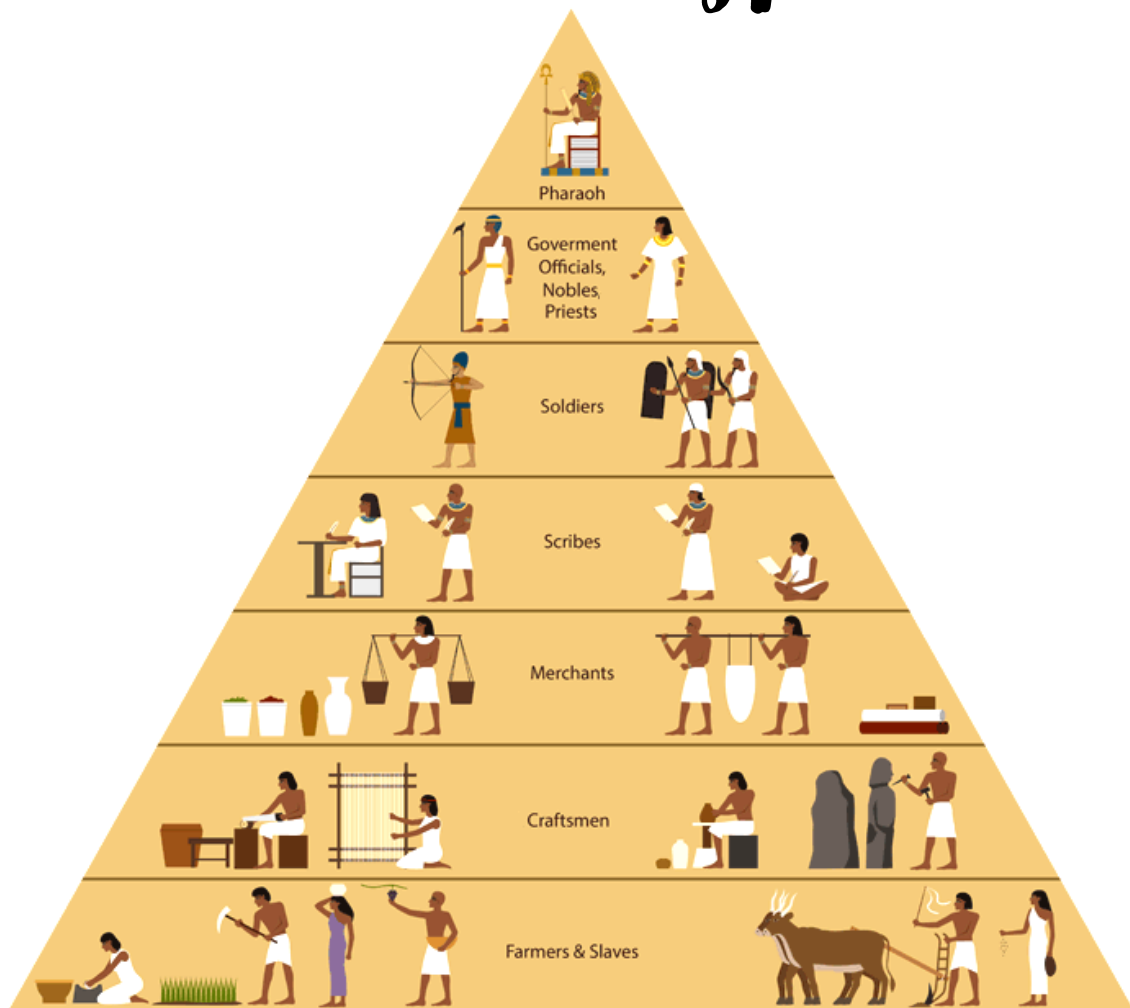 Pharaoh
Goverment
Officials,
Nobles,
Priests
Soldiers
Scribes
Merchants
Craftsmen
Farmers & Slaves